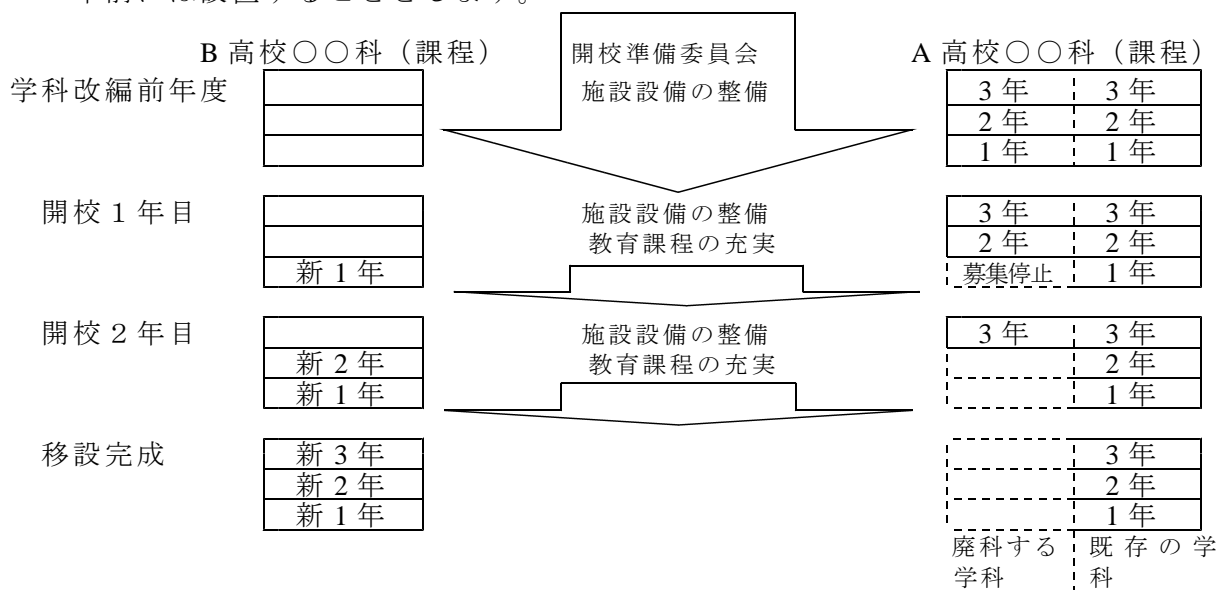 B 高校○○科（課程）
開校準備委員会
A 高校○○科（課程）
学科改編前年度
施設設備の整備
3 年 3 年
2 年 2 年
1 年 1 年
開校１年目
施設設備の整備
教育課程の充実
新 1 年
3 年 3 年
2 年 2 年
募集停止 1 年
開校２年目
施設設備の整備
教育課程の充実
新 2 年
新 1 年
3 年 3 年
2 年
1 年
移設完成
新 3 年
新 2 年
新 1 年
3 年
2 年
1 年
廃科する
学科
既存の学
科